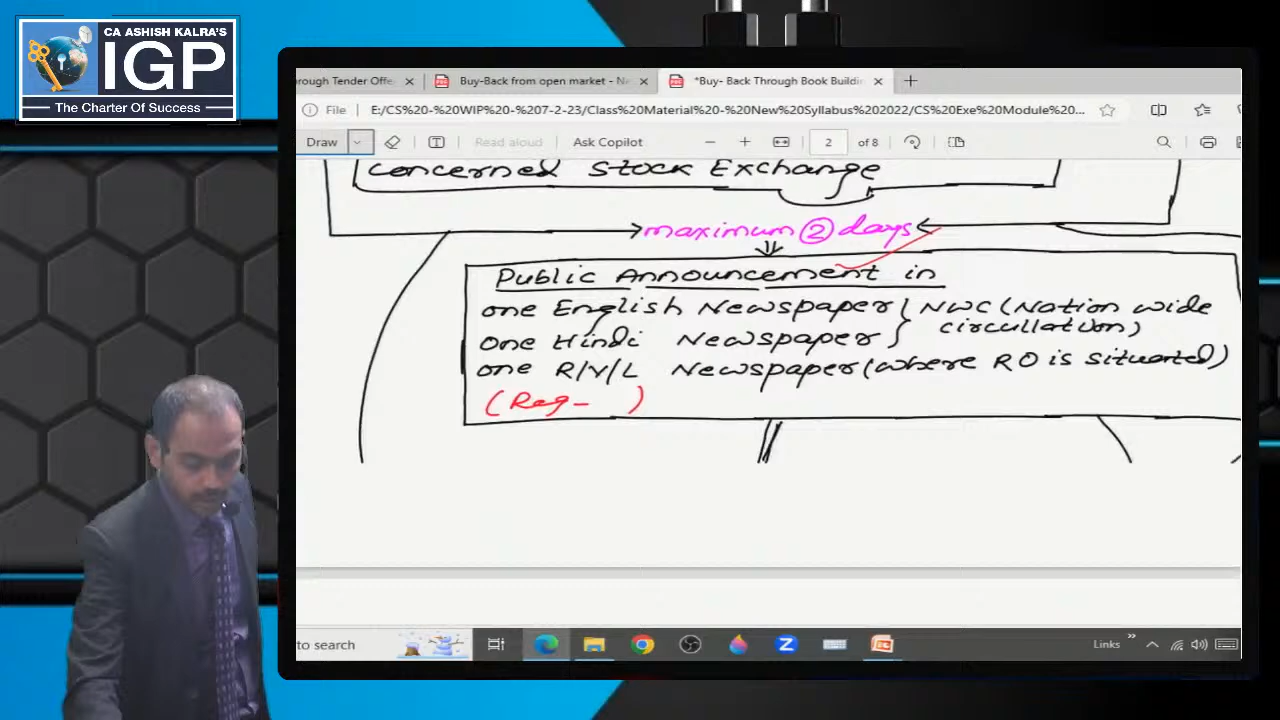 CA ASHISH KALRA'S
IGP
The Charter Of Success
rough Tender Offe
Buy-Back from open market - Ne
*Buy- Back Through Book Buildi
File
E:/CS%20-%20WIP%20-%207-2-23/Class%20Material%20-%20New%20Syllabus%202022/CS%20Exe%20Module%20...
Draw
Read aloud
Ask Copilot
2
of 8
Concerned Stock Exchange
maximum 2 days
Public Announcement in
one English Newspaper } NWC (Nation wide
One Hindi Newspaper } circullation)
one R/V/L Newspaper (where RO is situated)
(Reg- )
to search
Links